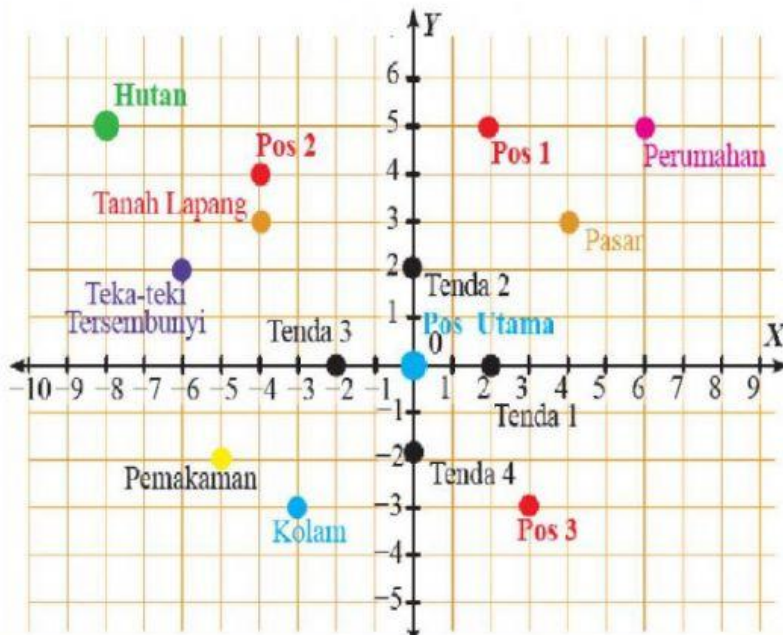 Y
6
Hutan
5
Pos 2
Pos 1
Perumahan
4
Tanah Lapang
3
Pasar
2
Teka-teki
Tersembunyi
Tenda 2
1
Tenda 3
Pos Utama
0
X
−10 −9 −8 −7 −6 −5 −4 −3 −2 −1 1 2 3 4 5 6 7 8 9
−1
Tenda 1
−2
Pemakaman
Tenda 4
−3
Kolam
Pos 3
−4
−5